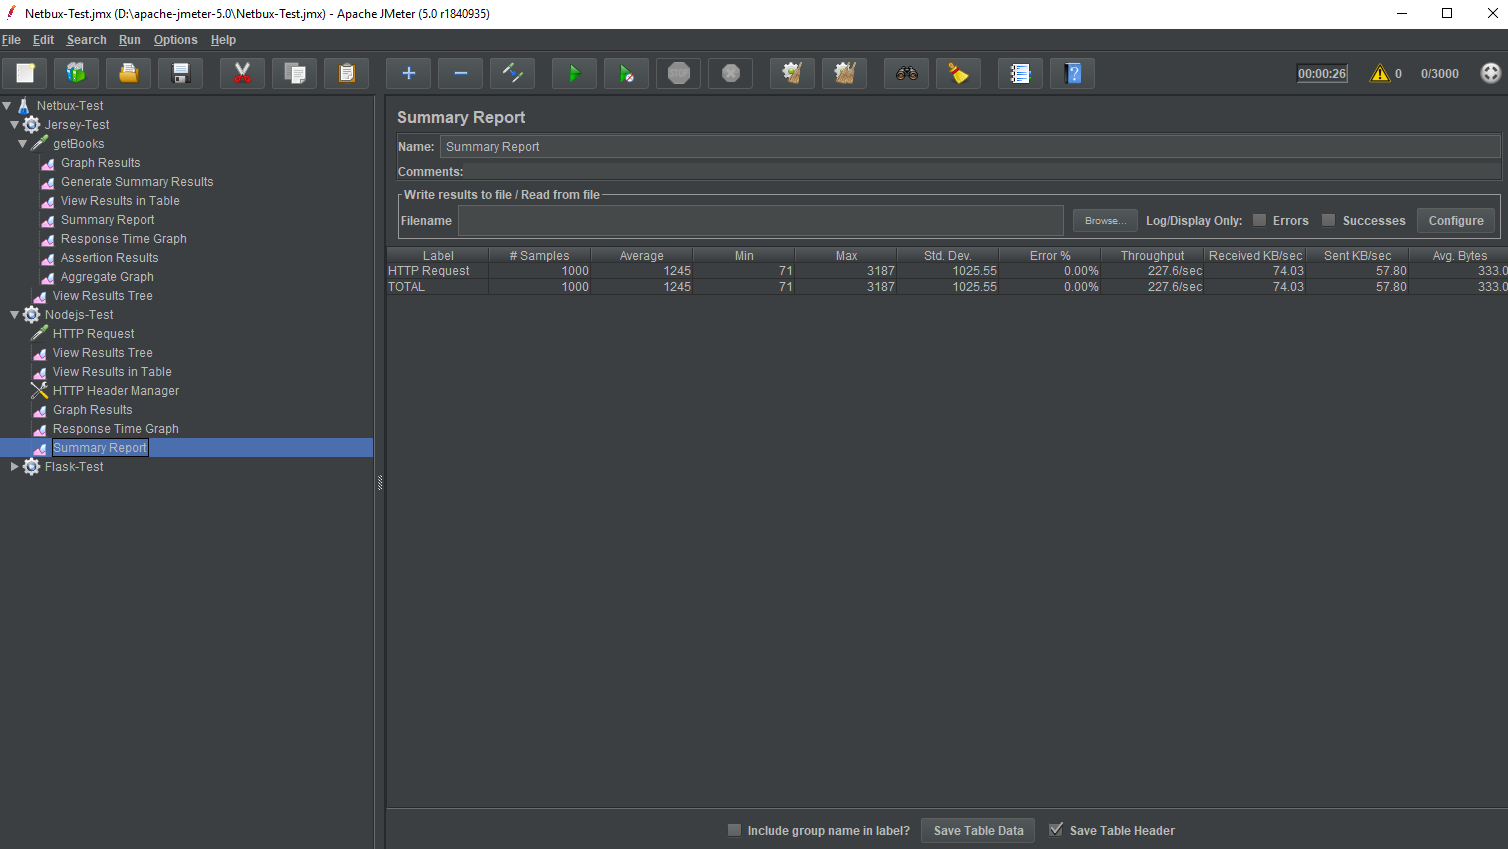 Netbux-Test.jmx (D:\apache-jmeter-5.0\Netbux-Test.jmx) - Apache JMeter (5.0 r1840935)
File Edit Search Run Options Help
STOP 00:00:26 0 0/3000
Netbux-Test
Jersey-Test
getBooks
Graph Results
Generate Summary Results
View Results in Table
Summary Report
Response Time Graph
Assertion Results
Aggregate Graph
View Results Tree
Nodejs-Test
HTTP Request
View Results Tree
View Results in Table
HTTP Header Manager
Graph Results
Response Time Graph
Summary Report
Flask-Test
Summary Report
Name: Summary Report
Comments:
Write results to file / Read from file
Filename Browse... Log/Display Only: Errors Successes Configure
Label # Samples Average Min Max Std. Dev. Error % Throughput Received KB/sec Sent KB/sec Avg. Bytes
HTTP Request 1000 1245 71 3187 1025.55 0.00% 227.6/sec 74.03 57.80 333.0
TOTAL 1000 1245 71 3187 1025.55 0.00% 227.6/sec 74.03 57.80 333.0
Include group name in label? Save Table Data Save Table Header